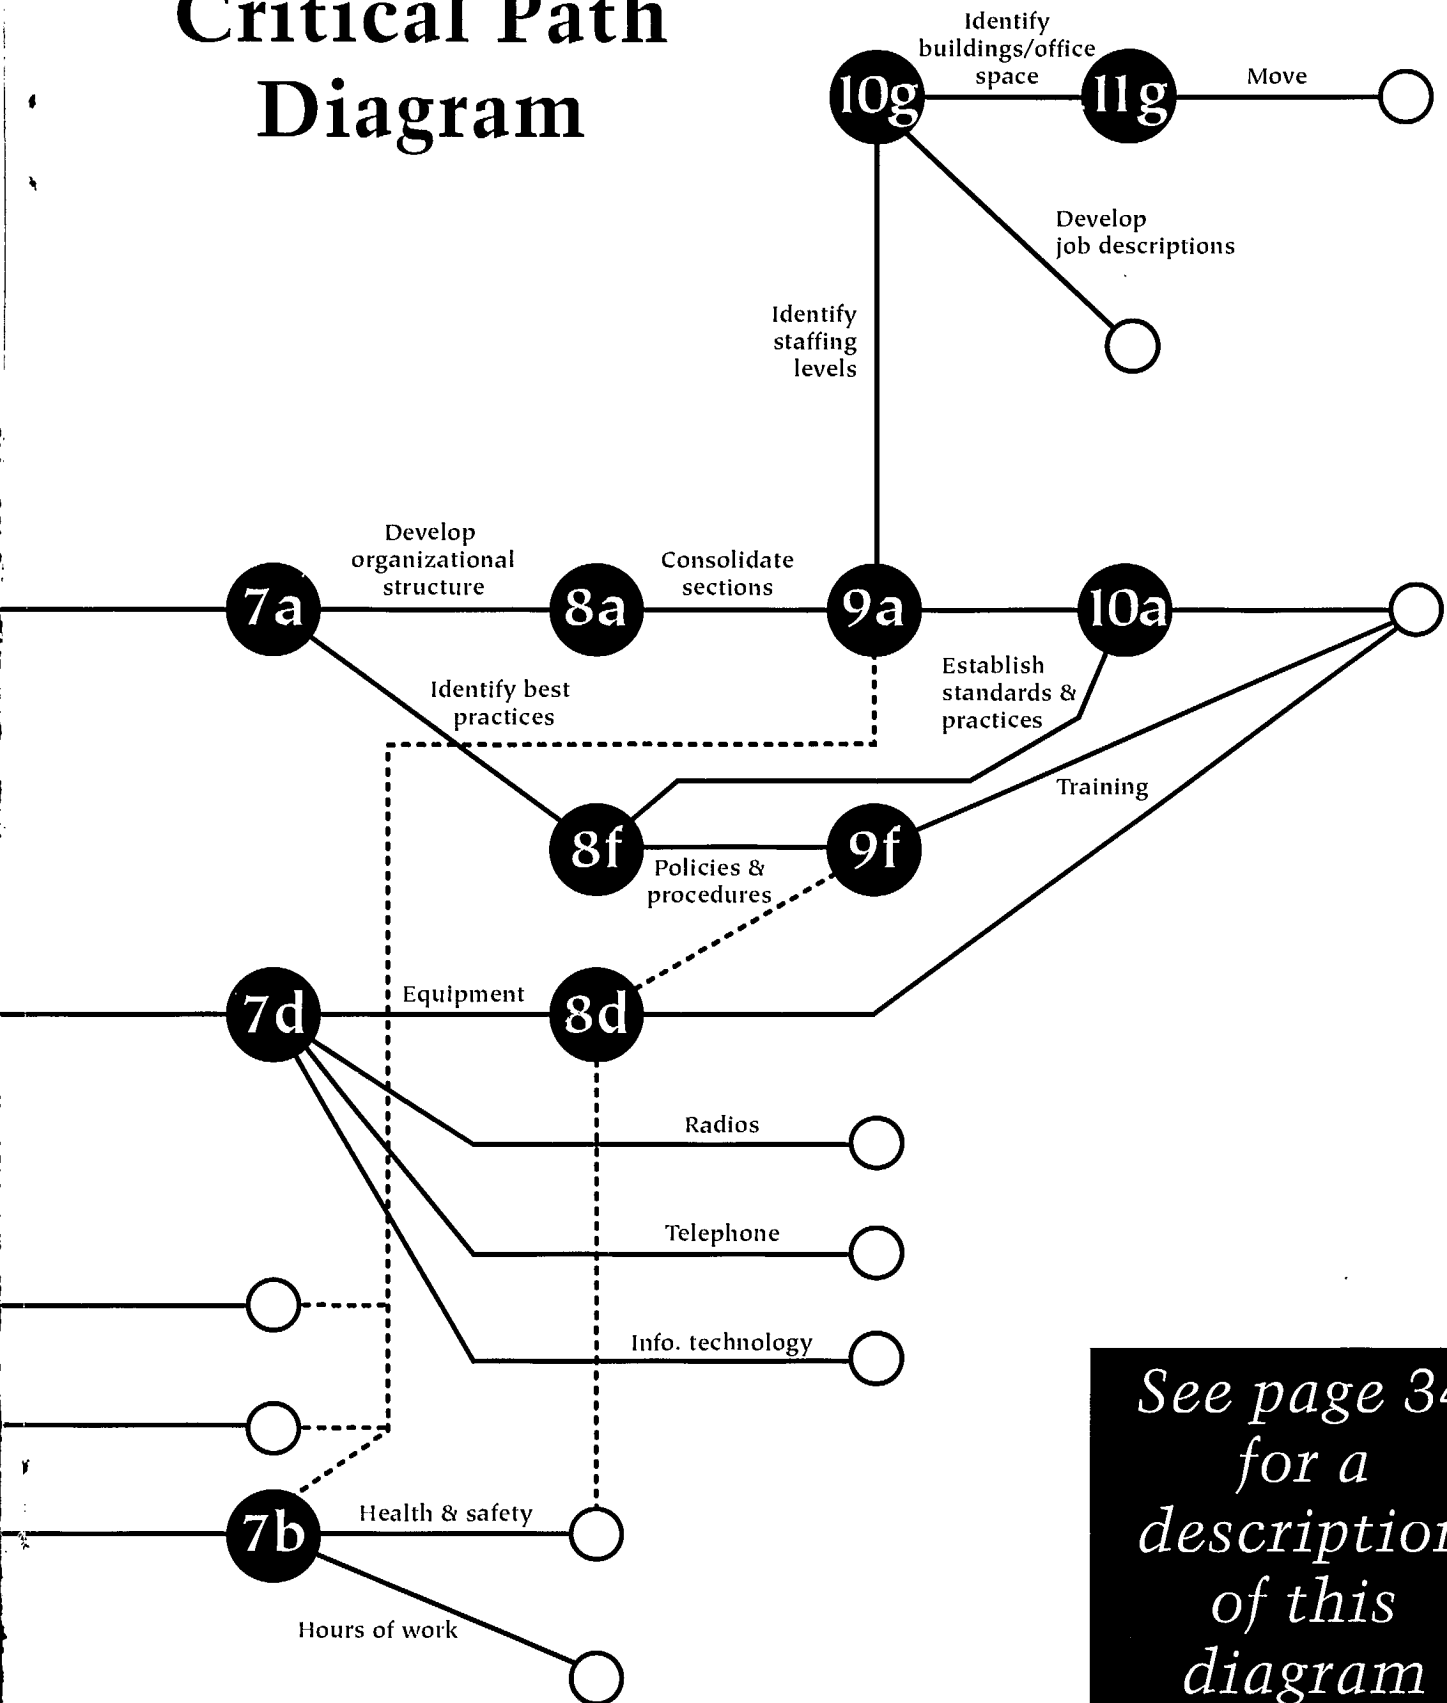 Critical Path
Diagram
Identify
buildings/office
space
10g
11g
Move
Develop
job descriptions
Identify
staffing
levels
Develop
organizational
structure
Consolidate
sections
7a
8a
9a
10a
Identify best
practices
Establish
standards &
practices
Training
8f
9f
Policies &
procedures
7d
Equipment
8d
Radios
Telephone
Info. technology
See page 34
for a
description
of this
diagram
7b
Health & safety
Hours of work